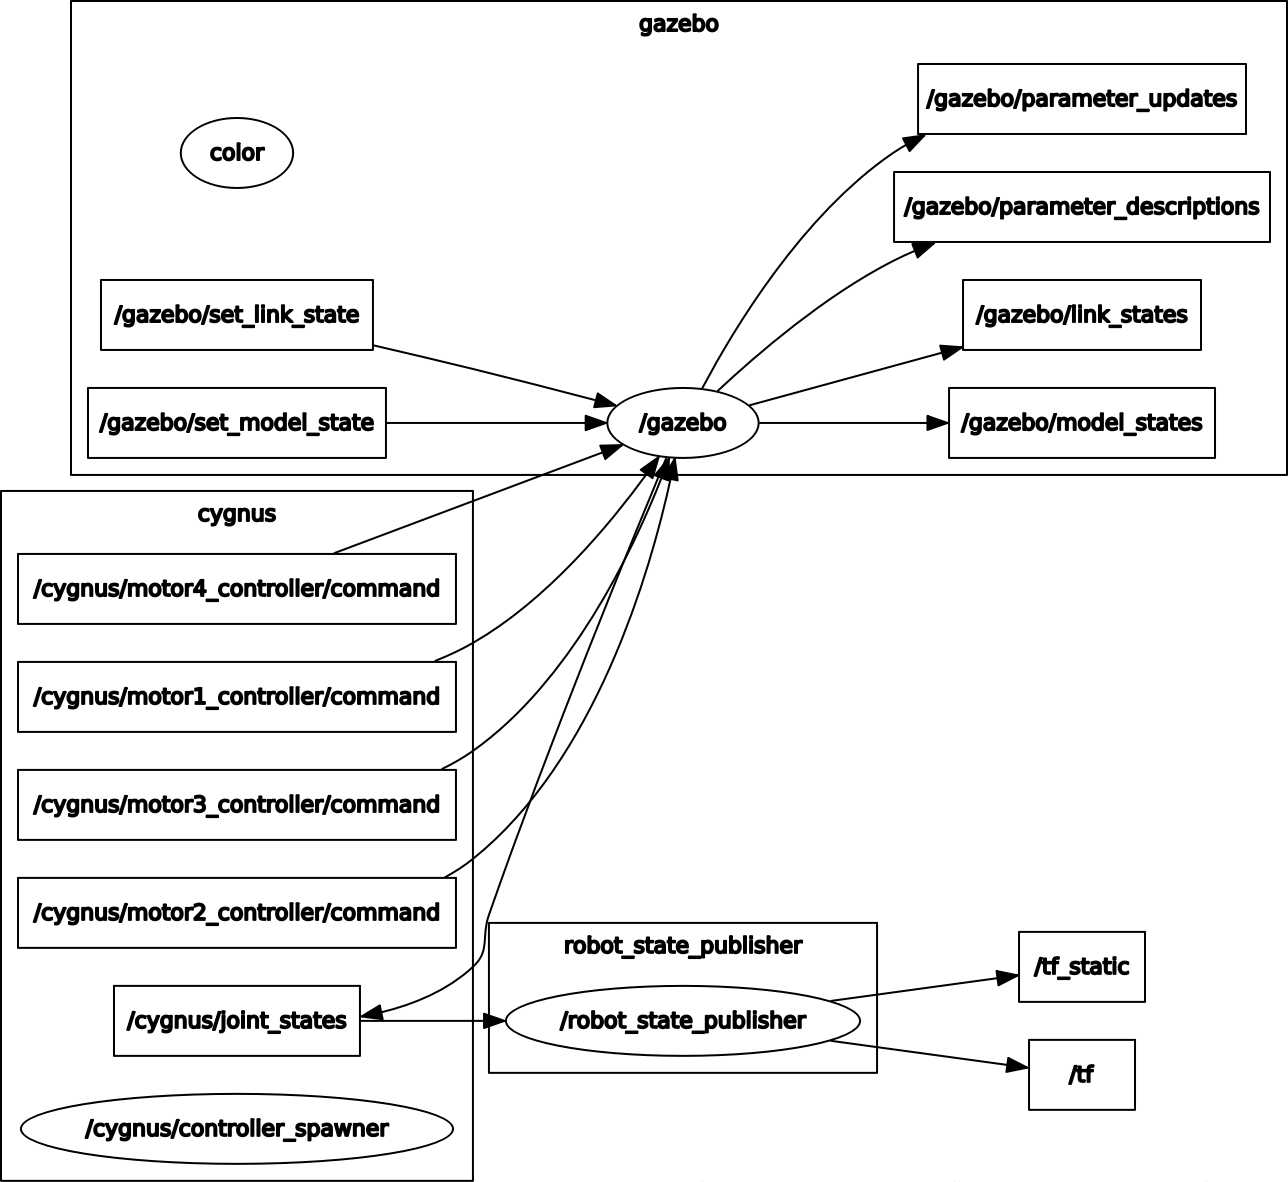 gazebo
/gazebo/parameter_updates
color
/gazebo/parameter_descriptions
/gazebo/set_link_state
/gazebo/link_states
/gazebo/set_model_state
/gazebo
/gazebo/model_states
cygnus
/cygnus/motor4_controller/command
/cygnus/motor1_controller/command
/cygnus/motor3_controller/command
/cygnus/motor2_controller/command
robot_state_publisher
/tf_static
/cygnus/joint_states
/robot_state_publisher
/tf
/cygnus/controller_spawner